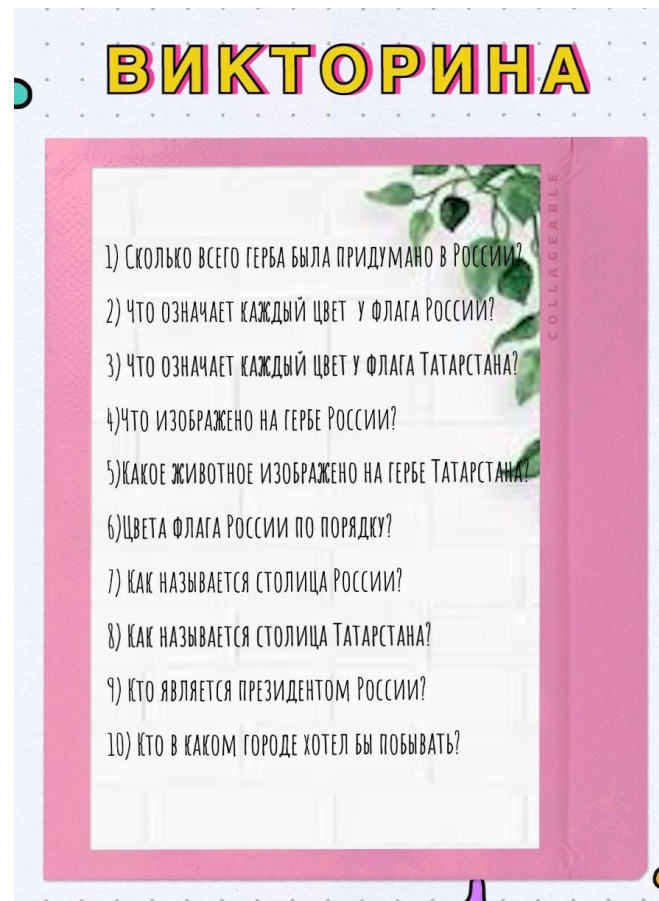 ВИКТОРИНА
COLLAGEABLE
1) Сколько всего герба была придумано в России?
2) Что означает каждый цвет у флага России?
3) Что означает каждый цвет у флага Татарстана?
4)Что изображено на гербе России?
5)Какое животное изображено на гербе Татарстана?
6)Цвета флага России по порядку?
7) Как называется столица России?
8) Как называется столица Татарстана?
9) Кто является президентом России?
10) Кто в каком городе хотел бы побывать?